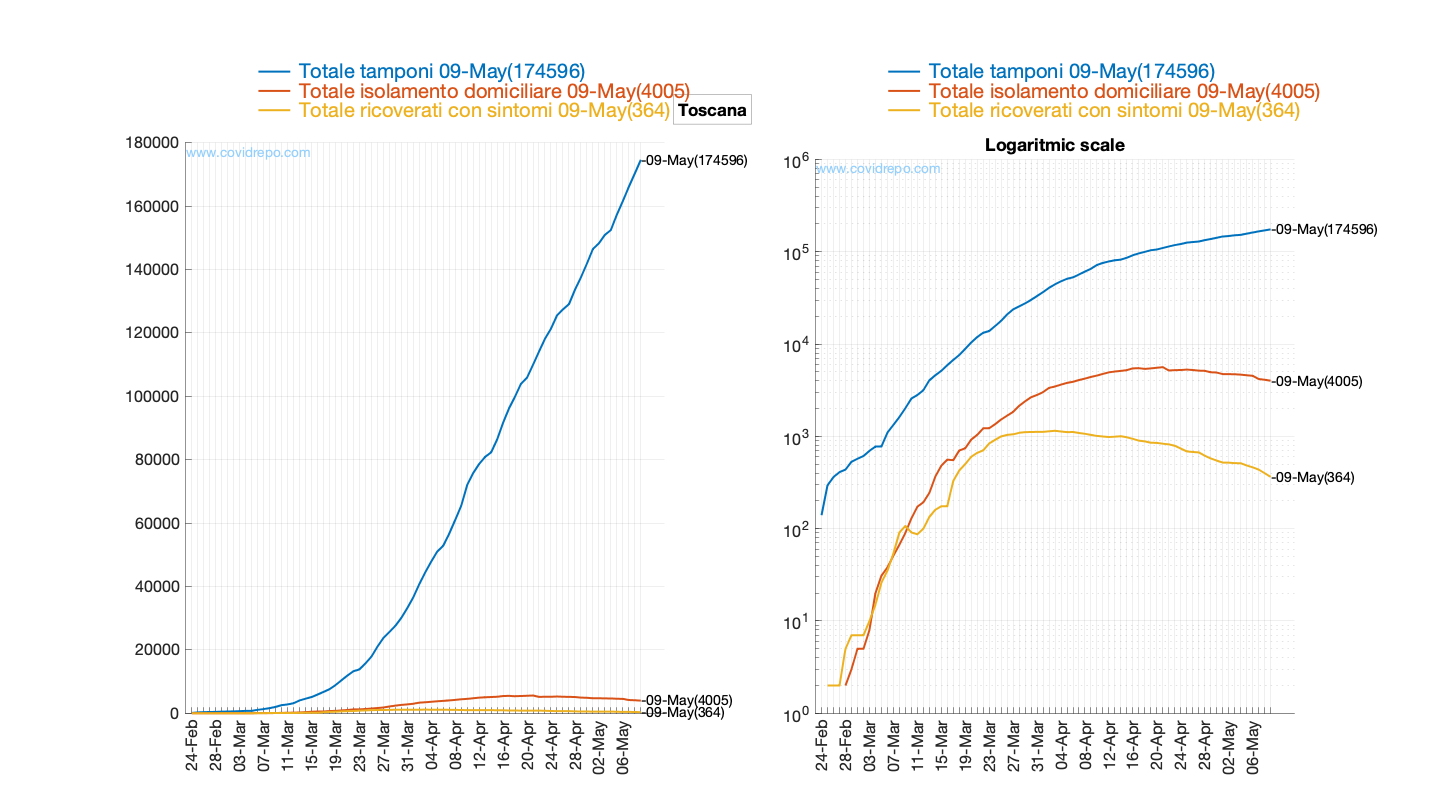 Totale tamponi 09-May(174596)
Totale isolamento domiciliare 09-May(4005)
Totale ricoverati con sintomi 09-May(364)
Toscana
www.covidrepo.com
180000
160000
140000
120000
100000
80000
60000
40000
20000
0
-09-May(174596)
-09-May(4005)
-09-May(364)
24-Feb
28-Feb
03-Mar
07-Mar
11-Mar
15-Mar
19-Mar
23-Mar
27-Mar
31-Mar
04-Apr
08-Apr
12-Apr
16-Apr
20-Apr
24-Apr
28-Apr
02-May
06-May
Totale tamponi 09-May(174596)
Totale isolamento domiciliare 09-May(4005)
Totale ricoverati con sintomi 09-May(364)
Logaritmic scale
www.covidrepo.com
10^6
10^5
10^4
10^3
10^2
10^1
10^0
-09-May(174596)
-09-May(4005)
-09-May(364)
24-Feb
28-Feb
03-Mar
07-Mar
11-Mar
15-Mar
19-Mar
23-Mar
27-Mar
31-Mar
04-Apr
08-Apr
12-Apr
16-Apr
20-Apr
24-Apr
28-Apr
02-May
06-May